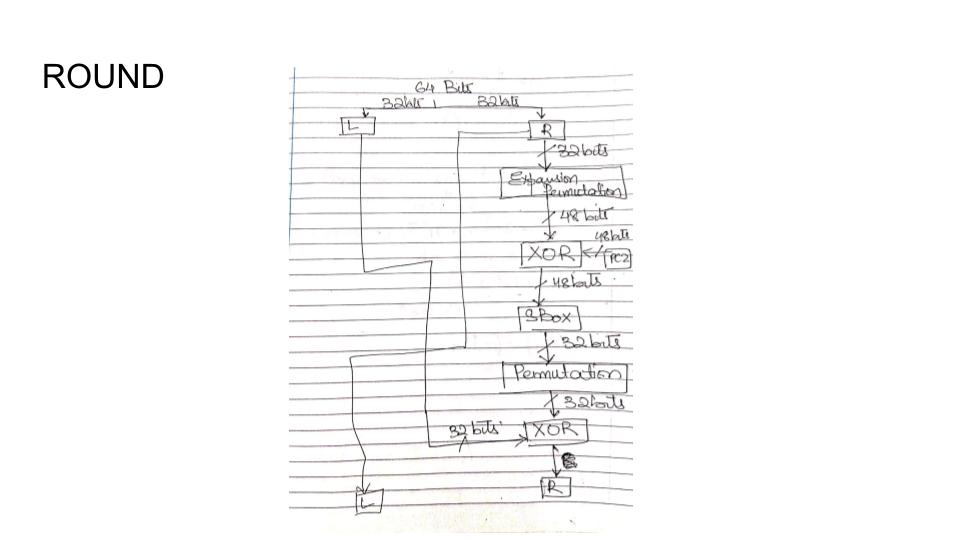 ROUND
64 Bits
32bits 32bits
L
R
32bits
Expansion
Permutation
48 bits
48bits
XOR
PC2
48bits
SBox
32 bits
Permutation
32bits
32 bits
XOR
R
L